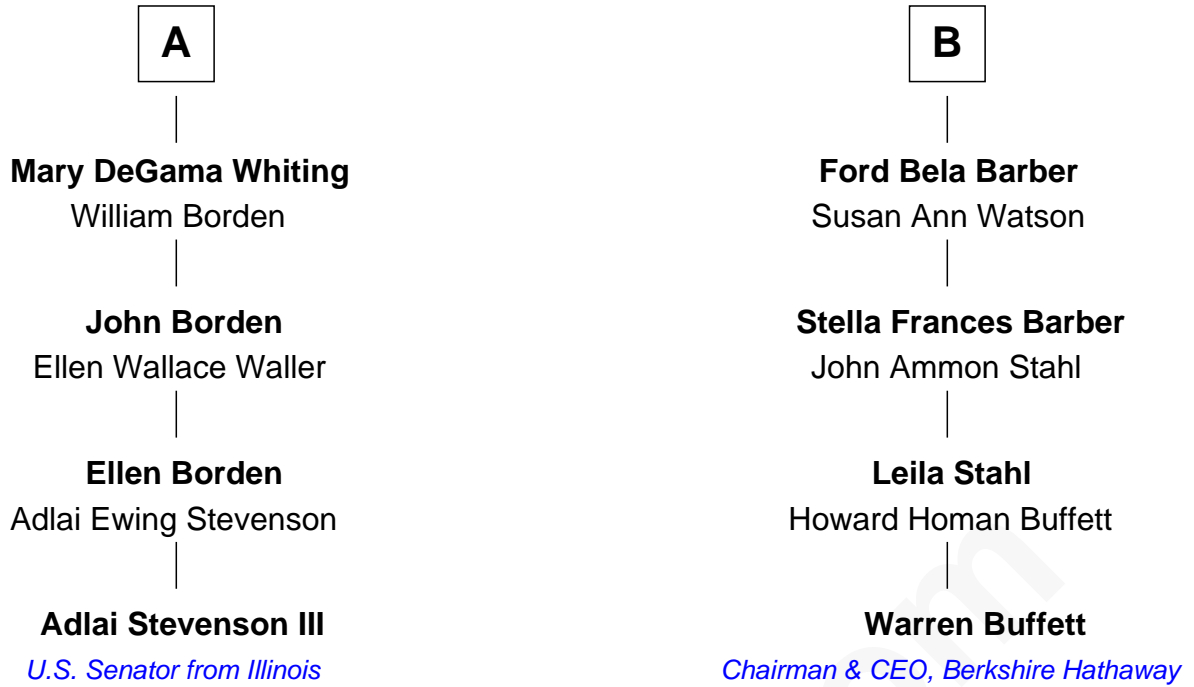 A
Mary DeGama Whiting
William Borden
John Borden
Ellen Wallace Waller
Ellen Borden
Adlai Ewing Stevenson
Adlai Stevenson III
U.S. Senator from Illinois
B
Ford Bela Barber
Susan Ann Watson
Stella Frances Barber
John Ammon Stahl
Leila Stahl
Howard Homan Buffett
Warren Buffett
Chairman & CEO, Berkshire Hathaway